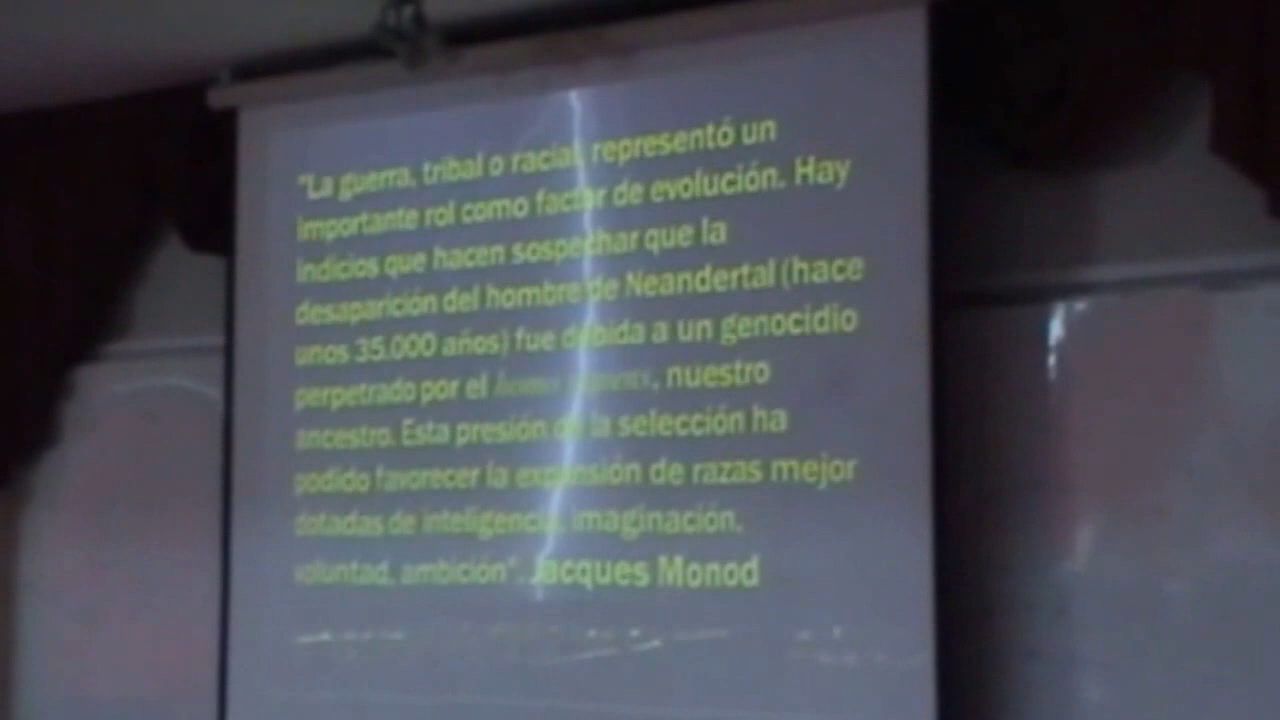 "La guerra, tribal o racial, representó un
importante rol como factor de evolución. Hay
indicios que hacen sospechar que la
desaparición del hombre de Neandertal (hace
unos 35.000 años) fue debida a un genocidio
perpetrado por el homo sapiens, nuestro
ancestro. Esta presión de la selección ha
podido favorecer la expansión de razas mejor
dotadas de inteligencia, imaginación,
voluntad, ambición". Jacques Monod